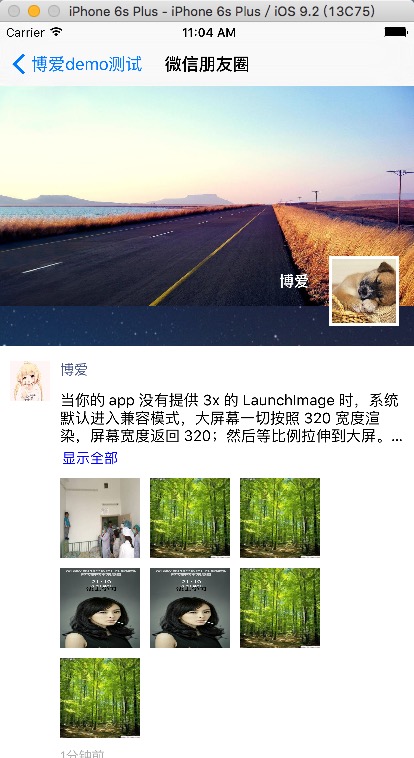 iPhone 6s Plus - iPhone 6s Plus / iOS 9.2 (13C75)
Carrier 11:04 AM
博爱demo测试 微信朋友圈
博爱
博爱
当你的 app 没有提供 3x 的 LaunchImage 时，系统
默认进入兼容模式，大屏幕一切按照 320 宽度渲
染，屏幕宽度返回 320；然后等比例拉伸到大屏。...
显示全部
1分钟前